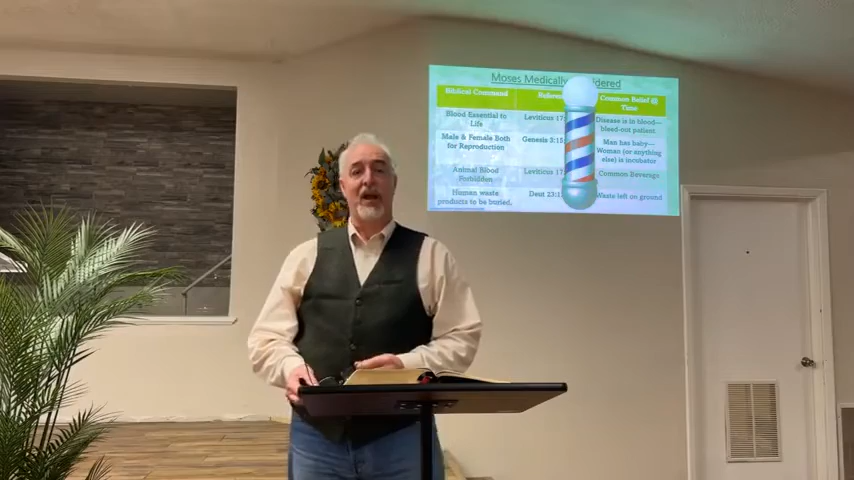 Moses Medically
Biblical Command
Common Belief @
Time
Blood Essential to
Life
Leviticus 17:
Disease is in blood—
bleed-out patient
Male & Female Both
for Reproduction
Genesis 3:15
Man has baby—
Woman (or anything
else) is incubator
Animal Blood
Forbidden
Leviticus 17
Common Beverage
Human waste
products to be buried.
Deut 23:1
Waste left on ground